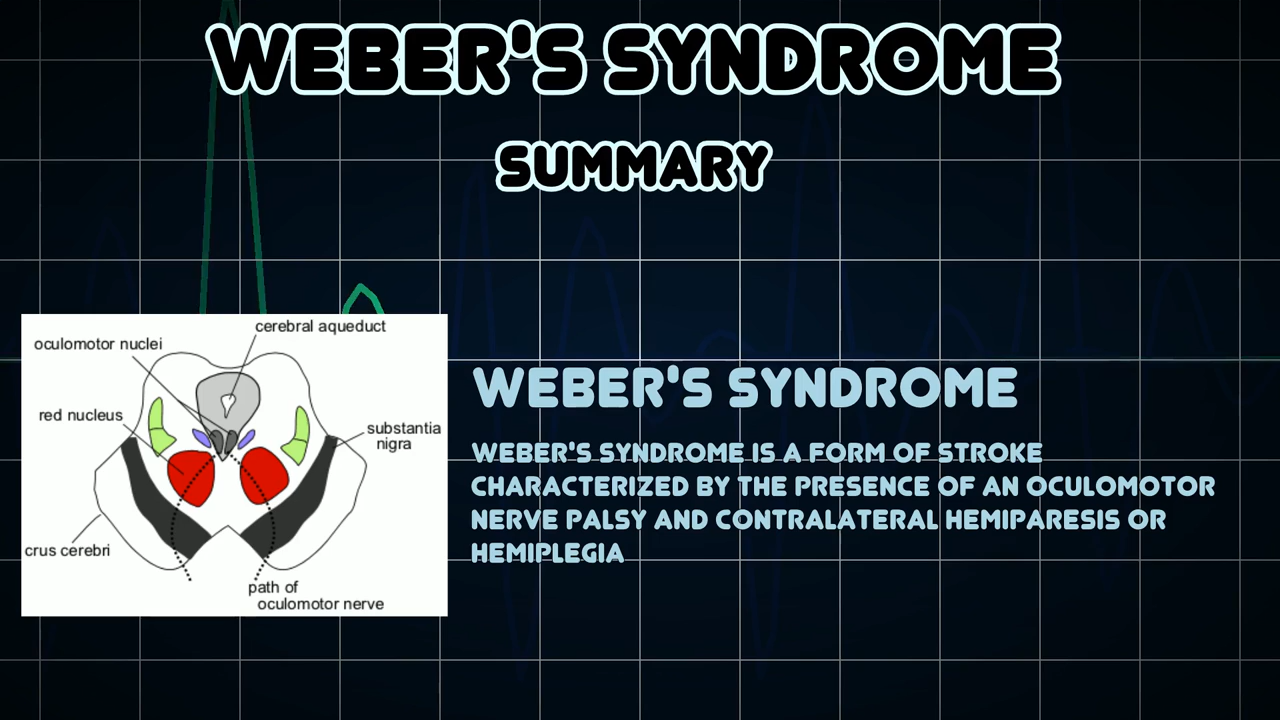 WEBER'S SYNDROME
SUMMARY
cerebral aqueduct
oculomotor nuclei
red nucleus
substantia
nigra
crus cerebri
path of
oculomotor nerve
WEBER'S SYNDROME
WEBER'S SYNDROME IS A FORM OF STROKE
CHARACTERIZED BY THE PRESENCE OF AN OCULOMOTOR
NERVE PALSY AND CONTRALATERAL HEMIPARESIS OR
HEMIPLEGIA